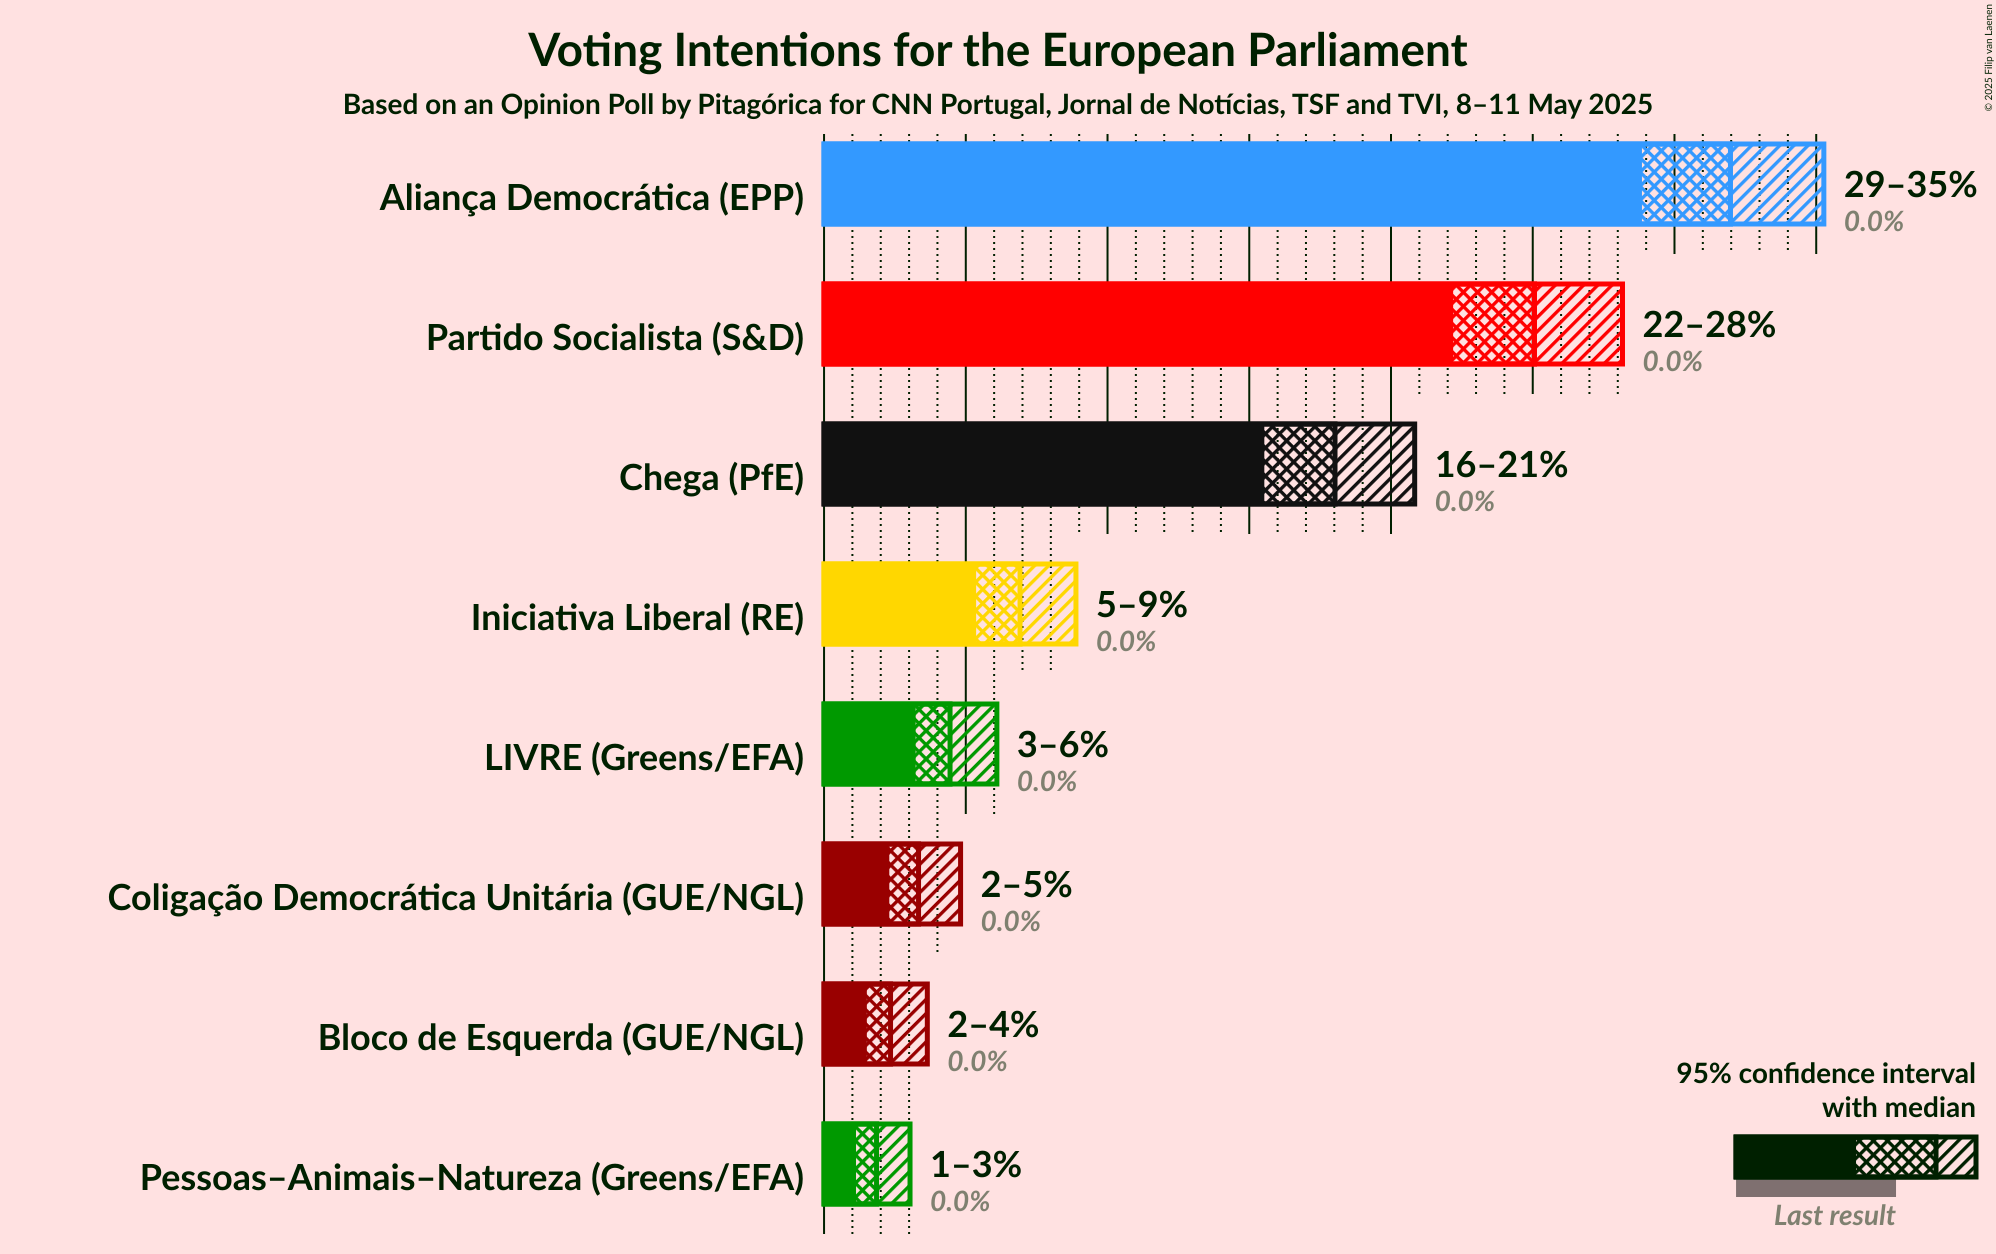 Voting Intentions for the European Parliament
Based on an Opinion Poll by Pitagórica for CNN Portugal, Jornal de Notícias, TSF and TVI, 8–11 May 2025
© 2025 Filip van Laenen
Aliança Democrática (EPP)
29–35%
0.0%
Partido Socialista (S&D)
22–28%
0.0%
Chega (PfE)
16–21%
0.0%
Iniciativa Liberal (RE)
5–9%
0.0%
LIVRE (Greens/EFA)
3–6%
0.0%
Coligação Democrática Unitária (GUE/NGL)
2–5%
0.0%
Bloco de Esquerda (GUE/NGL)
2–4%
0.0%
Pessoas–Animais–Natureza (Greens/EFA)
1–3%
0.0%
95% confidence interval
with median
Last result